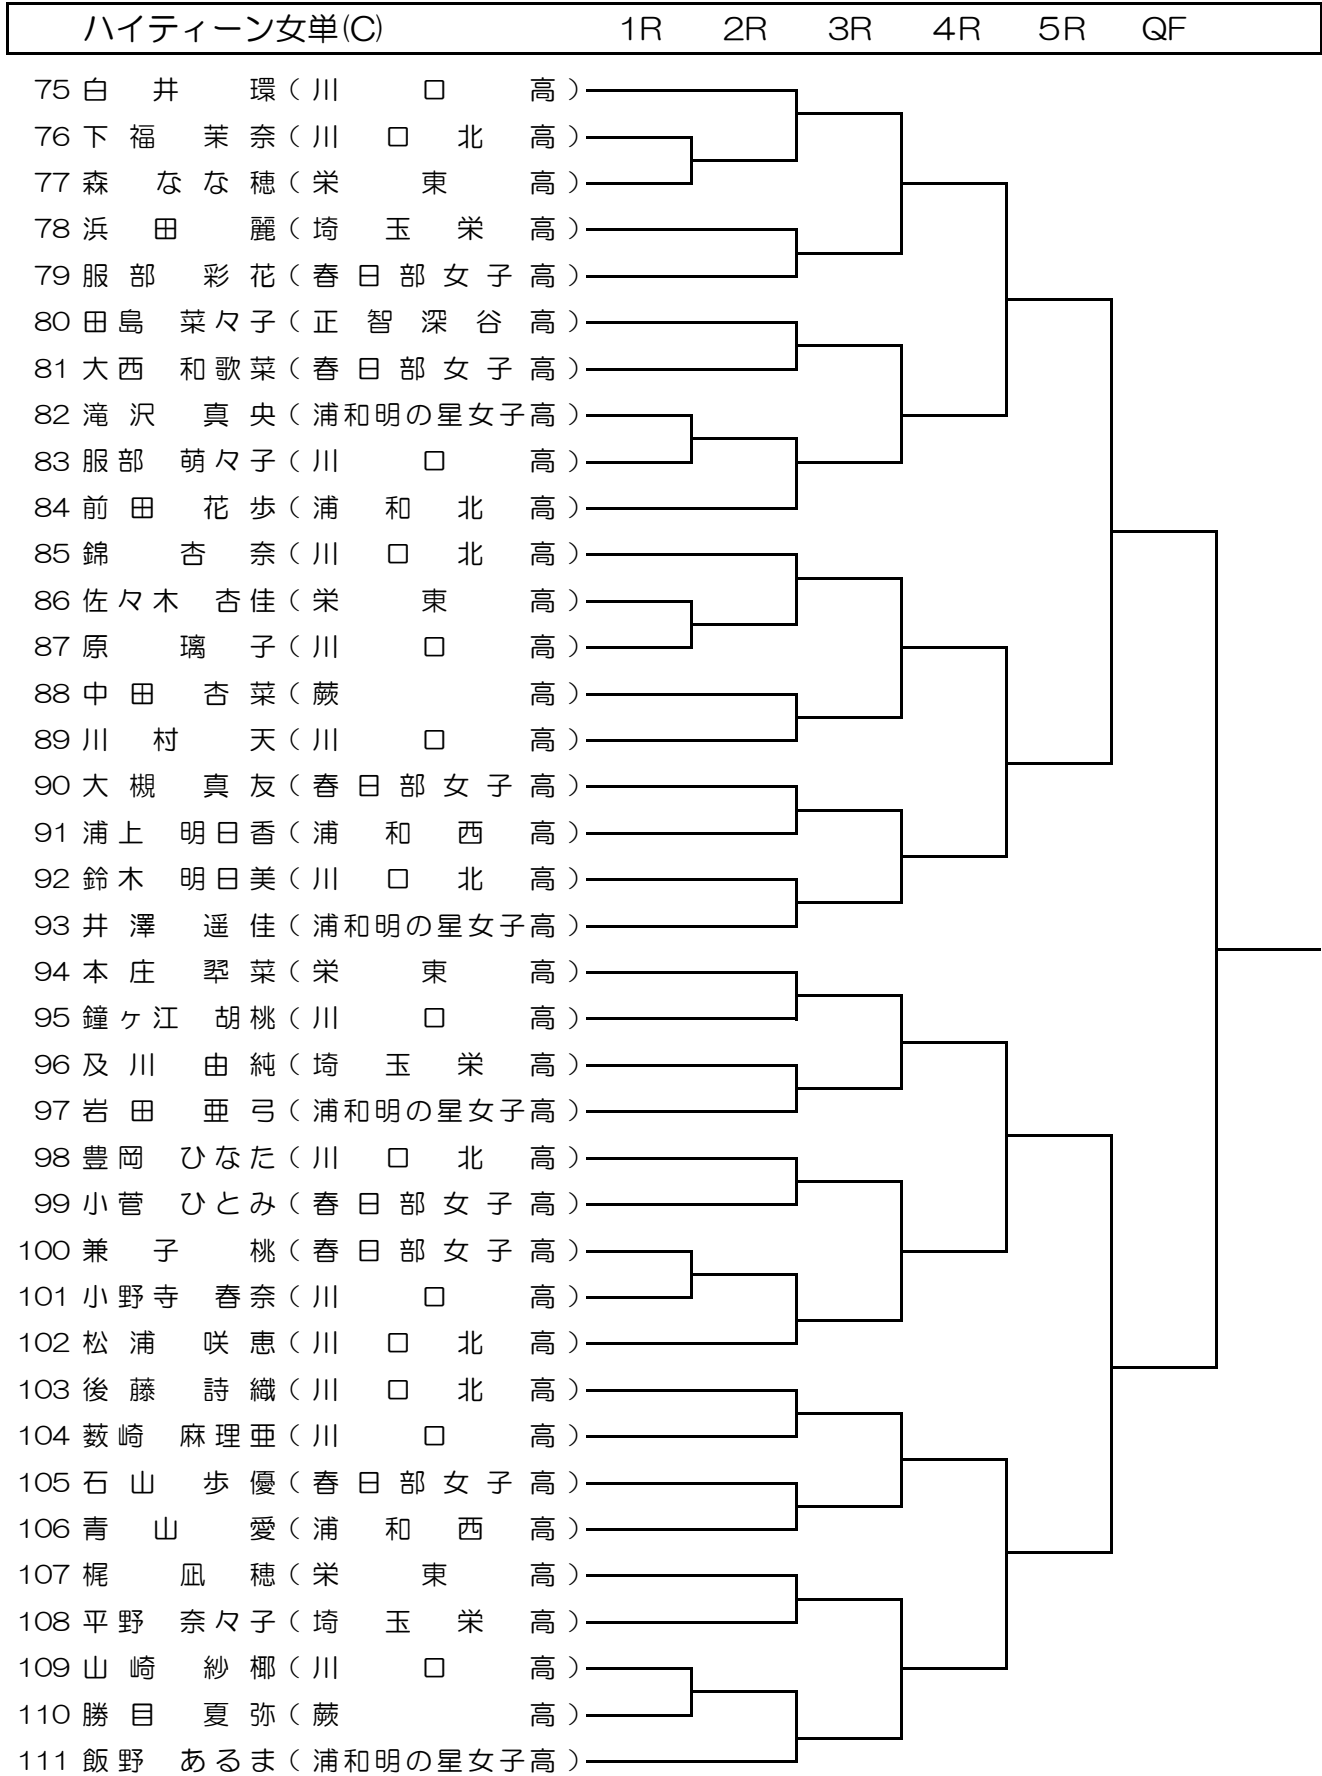 ハイティーン女単(C) 1R 2R 3R 4R 5R QF
75 白井 環 ( 川口高 )
76 下福 茉奈 ( 川口北高 )
77 森 なな穂 ( 栄東高 )
78 浜田 麗 ( 埼玉栄高 )
79 服部 彩花 ( 春日部女子高 )
80 田島 菜々子 ( 正智深谷高 )
81 大西 和歌菜 ( 春日部女子高 )
82 滝沢 真央 ( 浦和明の星女子高 )
83 服部 萌々子 ( 川口高 )
84 前田 花歩 ( 浦和北高 )
85 錦 杏奈 ( 川口北高 )
86 佐々木 杏佳 ( 栄東高 )
87 原 璃子 ( 川口高 )
88 中田 杏菜 ( 蕨高 )
89 川村 天 ( 川口高 )
90 大槻 真友 ( 春日部女子高 )
91 浦上 明日香 ( 浦和西高 )
92 鈴木 明日美 ( 川口北高 )
93 井澤 遥佳 ( 浦和明の星女子高 )
94 本庄 翆菜 ( 栄東高 )
95 鐘ヶ江 胡桃 ( 川口高 )
96 及川 由純 ( 埼玉栄高 )
97 岩田 亜弓 ( 浦和明の星女子高 )
98 豊岡 ひなた ( 川口北高 )
99 小菅 ひとみ ( 春日部女子高 )
100 兼子 桃 ( 春日部女子高 )
101 小野寺 春奈 ( 川口高 )
102 松浦 咲恵 ( 川口北高 )
103 後藤 詩織 ( 川口北高 )
104 薮崎 麻理亜 ( 川口高 )
105 石山 歩優 ( 春日部女子高 )
106 青山 愛 ( 浦和西高 )
107 梶 凪穂 ( 栄東高 )
108 平野 奈々子 ( 埼玉栄高 )
109 山崎 紗椰 ( 川口高 )
110 勝目 夏弥 ( 蕨高 )
111 飯野 あるま ( 浦和明の星女子高 )